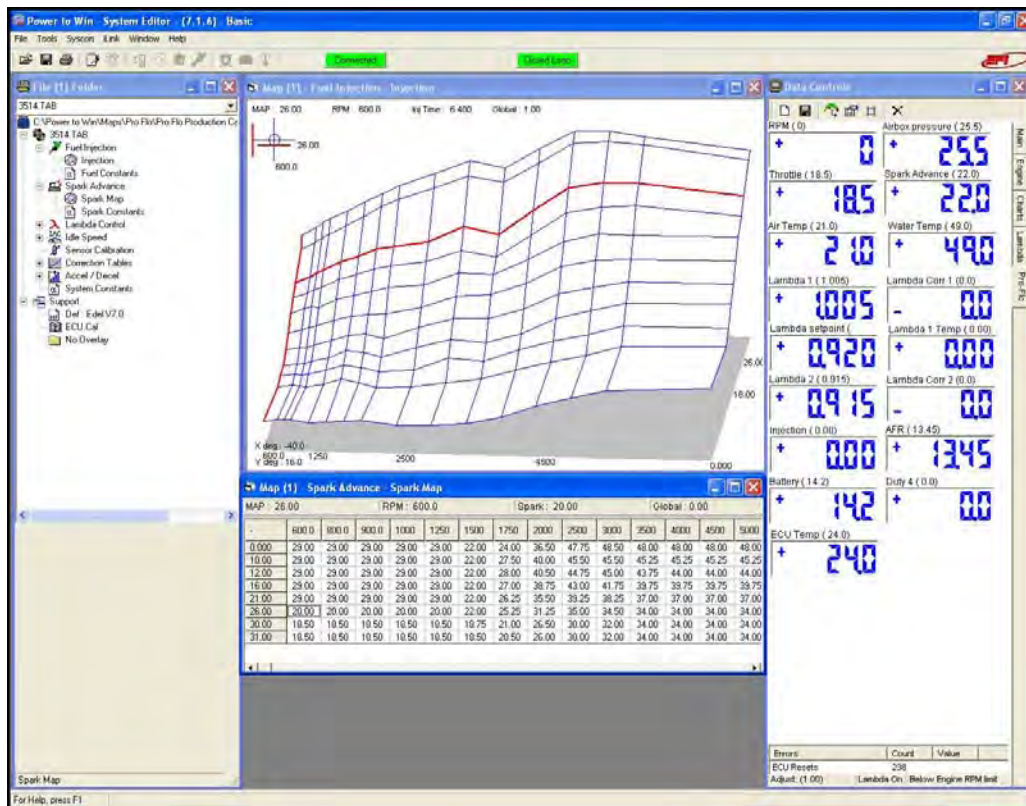 Power to Win - System Editor - (7.1.6) - Basic
File Tools Syscon Link Window Help
Connected
Closed Loop
EFI
File (1) Folder
3514.TAB
C:\Power to Win\Maps\Pro Flo\Pro Flo Production Ca
3514.TAB
Fuel Injection
Injection
Fuel Constants
Spark Advance
Spark Map
Spark Constants
Lambda Control
Idle Speed
Sensor Calibration
Correction Tables
Accel / Decel
System Constants
Support
Def : Edel V7.0
ECU.Cal
No Overlay
Spark Map
Map (1) - Fuel Injection - Injection
MAP : 26.00 RPM : 600.0 Inj Time : 6.400 Global : 1.00
26.00
600.0
26.00
18.00
X deg : -40.0
Y deg : 16.0
600.0 1250 2500 4500 0.000
Map (1) - Spark Advance - Spark Map
MAP : 26.00 RPM : 600.0 Spark : 20.00 Global : 0.00
- 600.0 800.0 900.0 1000 1250 1500 1750 2000 2500 3000 3500 4000 4500 5000
0.000 29.00 29.00 29.00 29.00 29.00 22.00 24.00 36.50 47.75 48.50 48.00 48.00 48.00 48.00
10.00 29.00 29.00 29.00 29.00 29.00 22.00 27.50 40.00 45.50 45.50 45.25 45.25 45.25 45.25
12.00 29.00 29.00 29.00 29.00 29.00 22.00 28.00 40.50 44.75 45.00 43.75 44.00 44.00 44.00
16.00 29.00 29.00 29.00 29.00 29.00 22.00 27.00 38.75 43.00 41.75 39.75 39.75 39.75 39.75
21.00 29.00 29.00 29.00 29.00 29.00 22.00 26.25 35.50 39.25 38.25 37.00 37.00 37.00 37.00
26.00 20.00 20.00 20.00 20.00 20.00 22.00 25.25 31.25 35.00 34.50 34.00 34.00 34.00 34.00
30.00 18.50 18.50 18.50 18.50 18.50 18.75 21.00 26.50 30.00 32.00 34.00 34.00 34.00 34.00
31.00 18.50 18.50 18.50 18.50 18.50 18.50 20.50 26.00 30.00 32.00 34.00 34.00 34.00 34.00
Data Controls
RPM ( 0 ) Airbox pressure ( 25.5 )
+ 0 + 25.5
Throttle ( 18.5 ) Spark Advance ( 22.0 )
+ 18.5 + 22.0
Air Temp ( 21.0 ) Water Temp ( 49.0 )
+ 21.0 + 49.0
Lambda 1 ( 1.005 ) Lambda Corr 1 (0.0 )
+ 1.005 - 0.0
Lambda setpoint ( Lambda 1 Temp ( 0.00 )
+ 0.920 + 0.00
Lambda 2 ( 0.915 ) Lambda Corr 2 (0.0 )
+ 0.915 - 0.0
Injection ( 0.00 ) AFR ( 13.45 )
+ 0.00 + 13.45
Battery ( 14.2 ) Duty 4 ( 0.0 )
+ 14.2 + 0.0
ECU Temp ( 24.0 )
+ 24.0
Main
Engine
Charts
Lambda
Pro-Flo
Errors Count Value
ECU Resets 238
Adjust: (1.00) Lambda On : Below Engine RPM limit
For Help, press F1